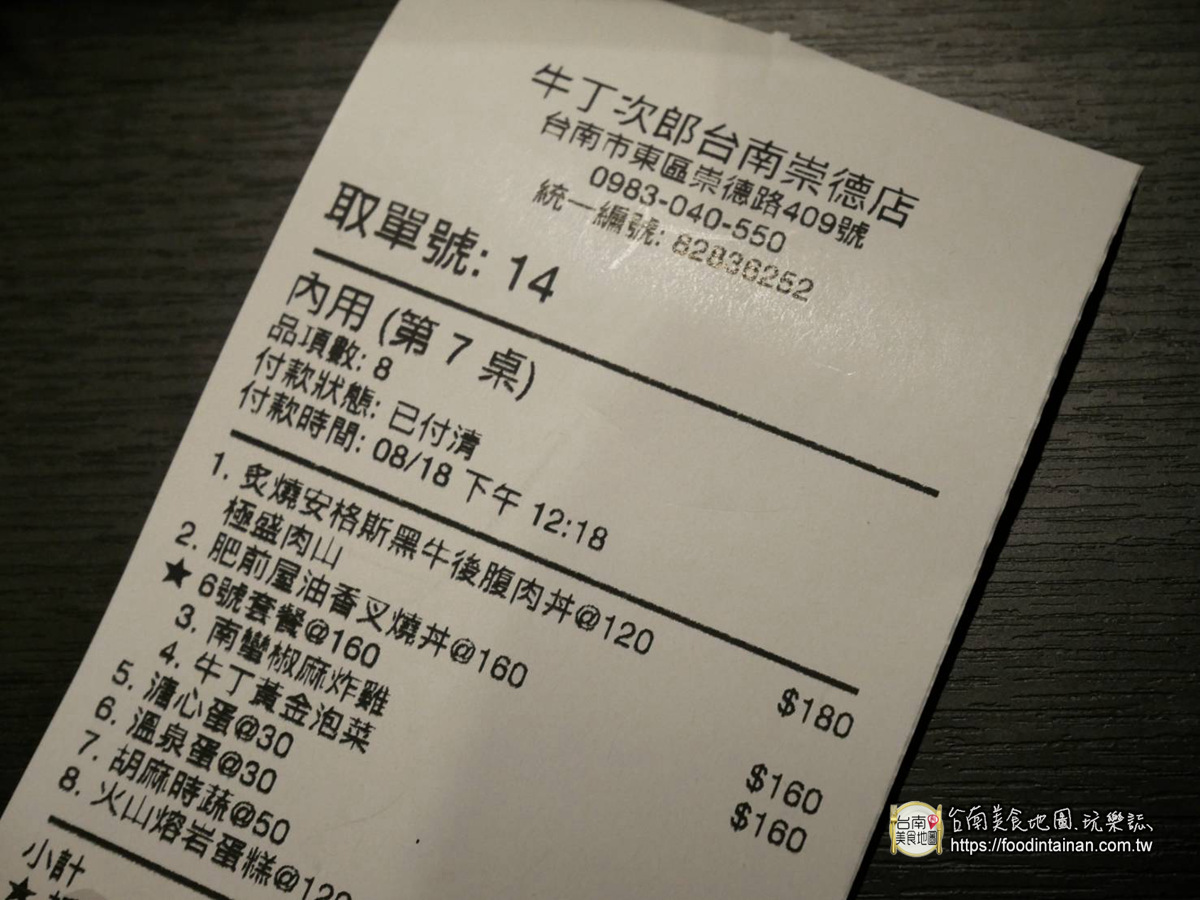 牛丁次郎台南崇德店
台南市東區崇德路409號
0983-040-550
統一編號: 82836252
取單號: 14
內用 (第 7 桌)
品項數: 8
付款狀態: 已付清
付款時間: 08/18 下午 12:18
1. 炙燒安格斯黑牛後腹肉丼@120 $180
極盛肉山
2. 肥前屋油香叉燒丼@160 $160
★ 6號套餐@160 $160
3. 南蠻椒麻炸雞
4. 牛丁黃金泡菜
5. 溏心蛋@30
6. 溫泉蛋@30
7. 胡麻時蔬@50
8. 火山熔岩蛋糕@120
小計
★
台南美食地圖
台南美食地圖.玩樂誌
https://foodintainan.com.tw